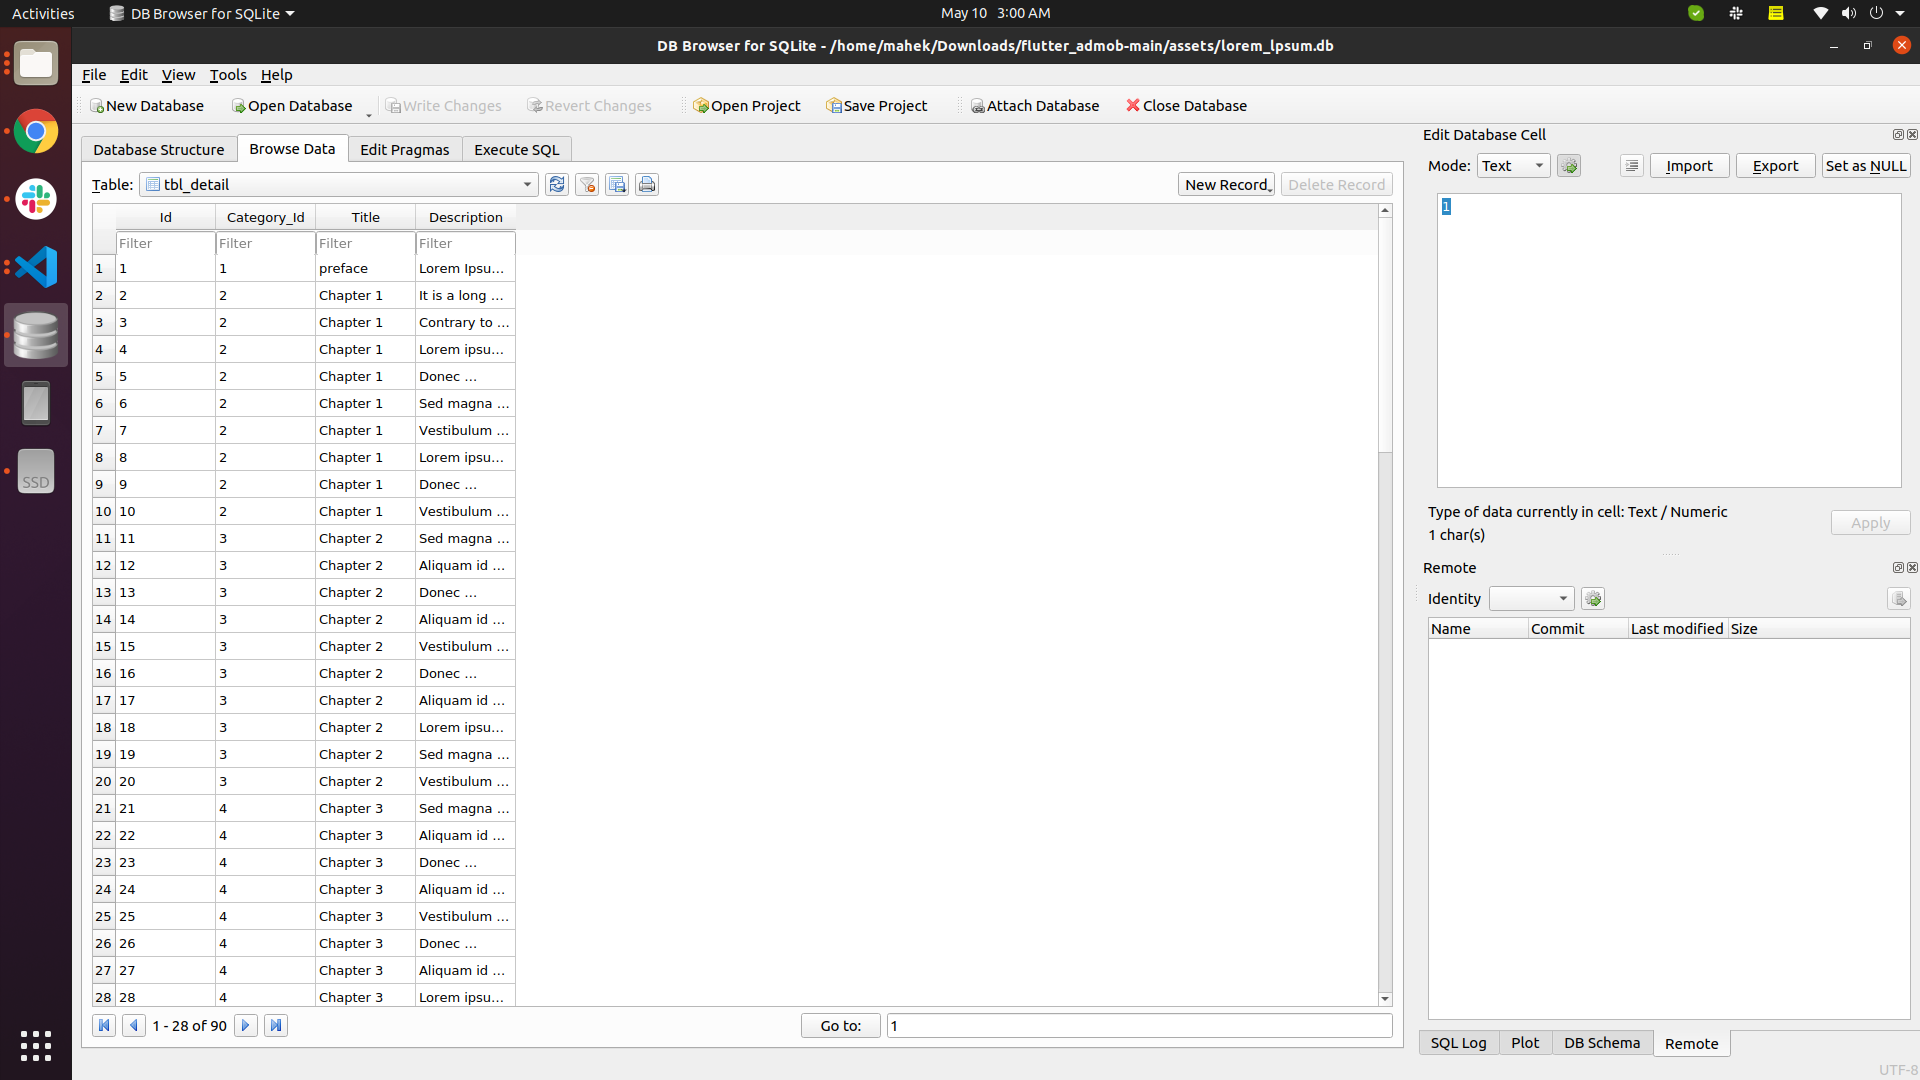 Activities DB Browser for SQLite May 10 3:00 AM
DB Browser for SQLite - /home/mahek/Downloads/flutter_admob-main/assets/lorem_lpsum.db
File Edit View Tools Help
New Database Open Database Write Changes Revert Changes Open Project Save Project Attach Database Close Database
Database Structure Browse Data Edit Pragmas Execute SQL
Table: tbl_detail New Record Delete Record
Id Category_Id Title Description
Filter Filter Filter Filter
1 1 1 preface Lorem Ipsu...
2 2 2 Chapter 1 It is a long ...
3 3 2 Chapter 1 Contrary to ...
4 4 2 Chapter 1 Lorem ipsu...
5 5 2 Chapter 1 Donec ...
6 6 2 Chapter 1 Sed magna ...
7 7 2 Chapter 1 Vestibulum ...
8 8 2 Chapter 1 Lorem ipsu...
9 9 2 Chapter 1 Donec ...
10 10 2 Chapter 1 Vestibulum ...
11 11 3 Chapter 2 Sed magna ...
12 12 3 Chapter 2 Aliquam id ...
13 13 3 Chapter 2 Donec ...
14 14 3 Chapter 2 Aliquam id ...
15 15 3 Chapter 2 Vestibulum ...
16 16 3 Chapter 2 Donec ...
17 17 3 Chapter 2 Aliquam id ...
18 18 3 Chapter 2 Lorem ipsu...
19 19 3 Chapter 2 Sed magna ...
20 20 3 Chapter 2 Vestibulum ...
21 21 4 Chapter 3 Sed magna ...
22 22 4 Chapter 3 Aliquam id ...
23 23 4 Chapter 3 Donec ...
24 24 4 Chapter 3 Aliquam id ...
25 25 4 Chapter 3 Vestibulum ...
26 26 4 Chapter 3 Donec ...
27 27 4 Chapter 3 Aliquam id ...
28 28 4 Chapter 3 Lorem ipsu...
1 - 28 of 90 Go to: 1
Edit Database Cell
Mode: Text Import Export Set as NULL
1
Type of data currently in cell: Text / Numeric
1 char(s)
Apply
Remote
Identity
Name Commit Last modified Size
SQL Log Plot DB Schema Remote
UTF-8
SSD